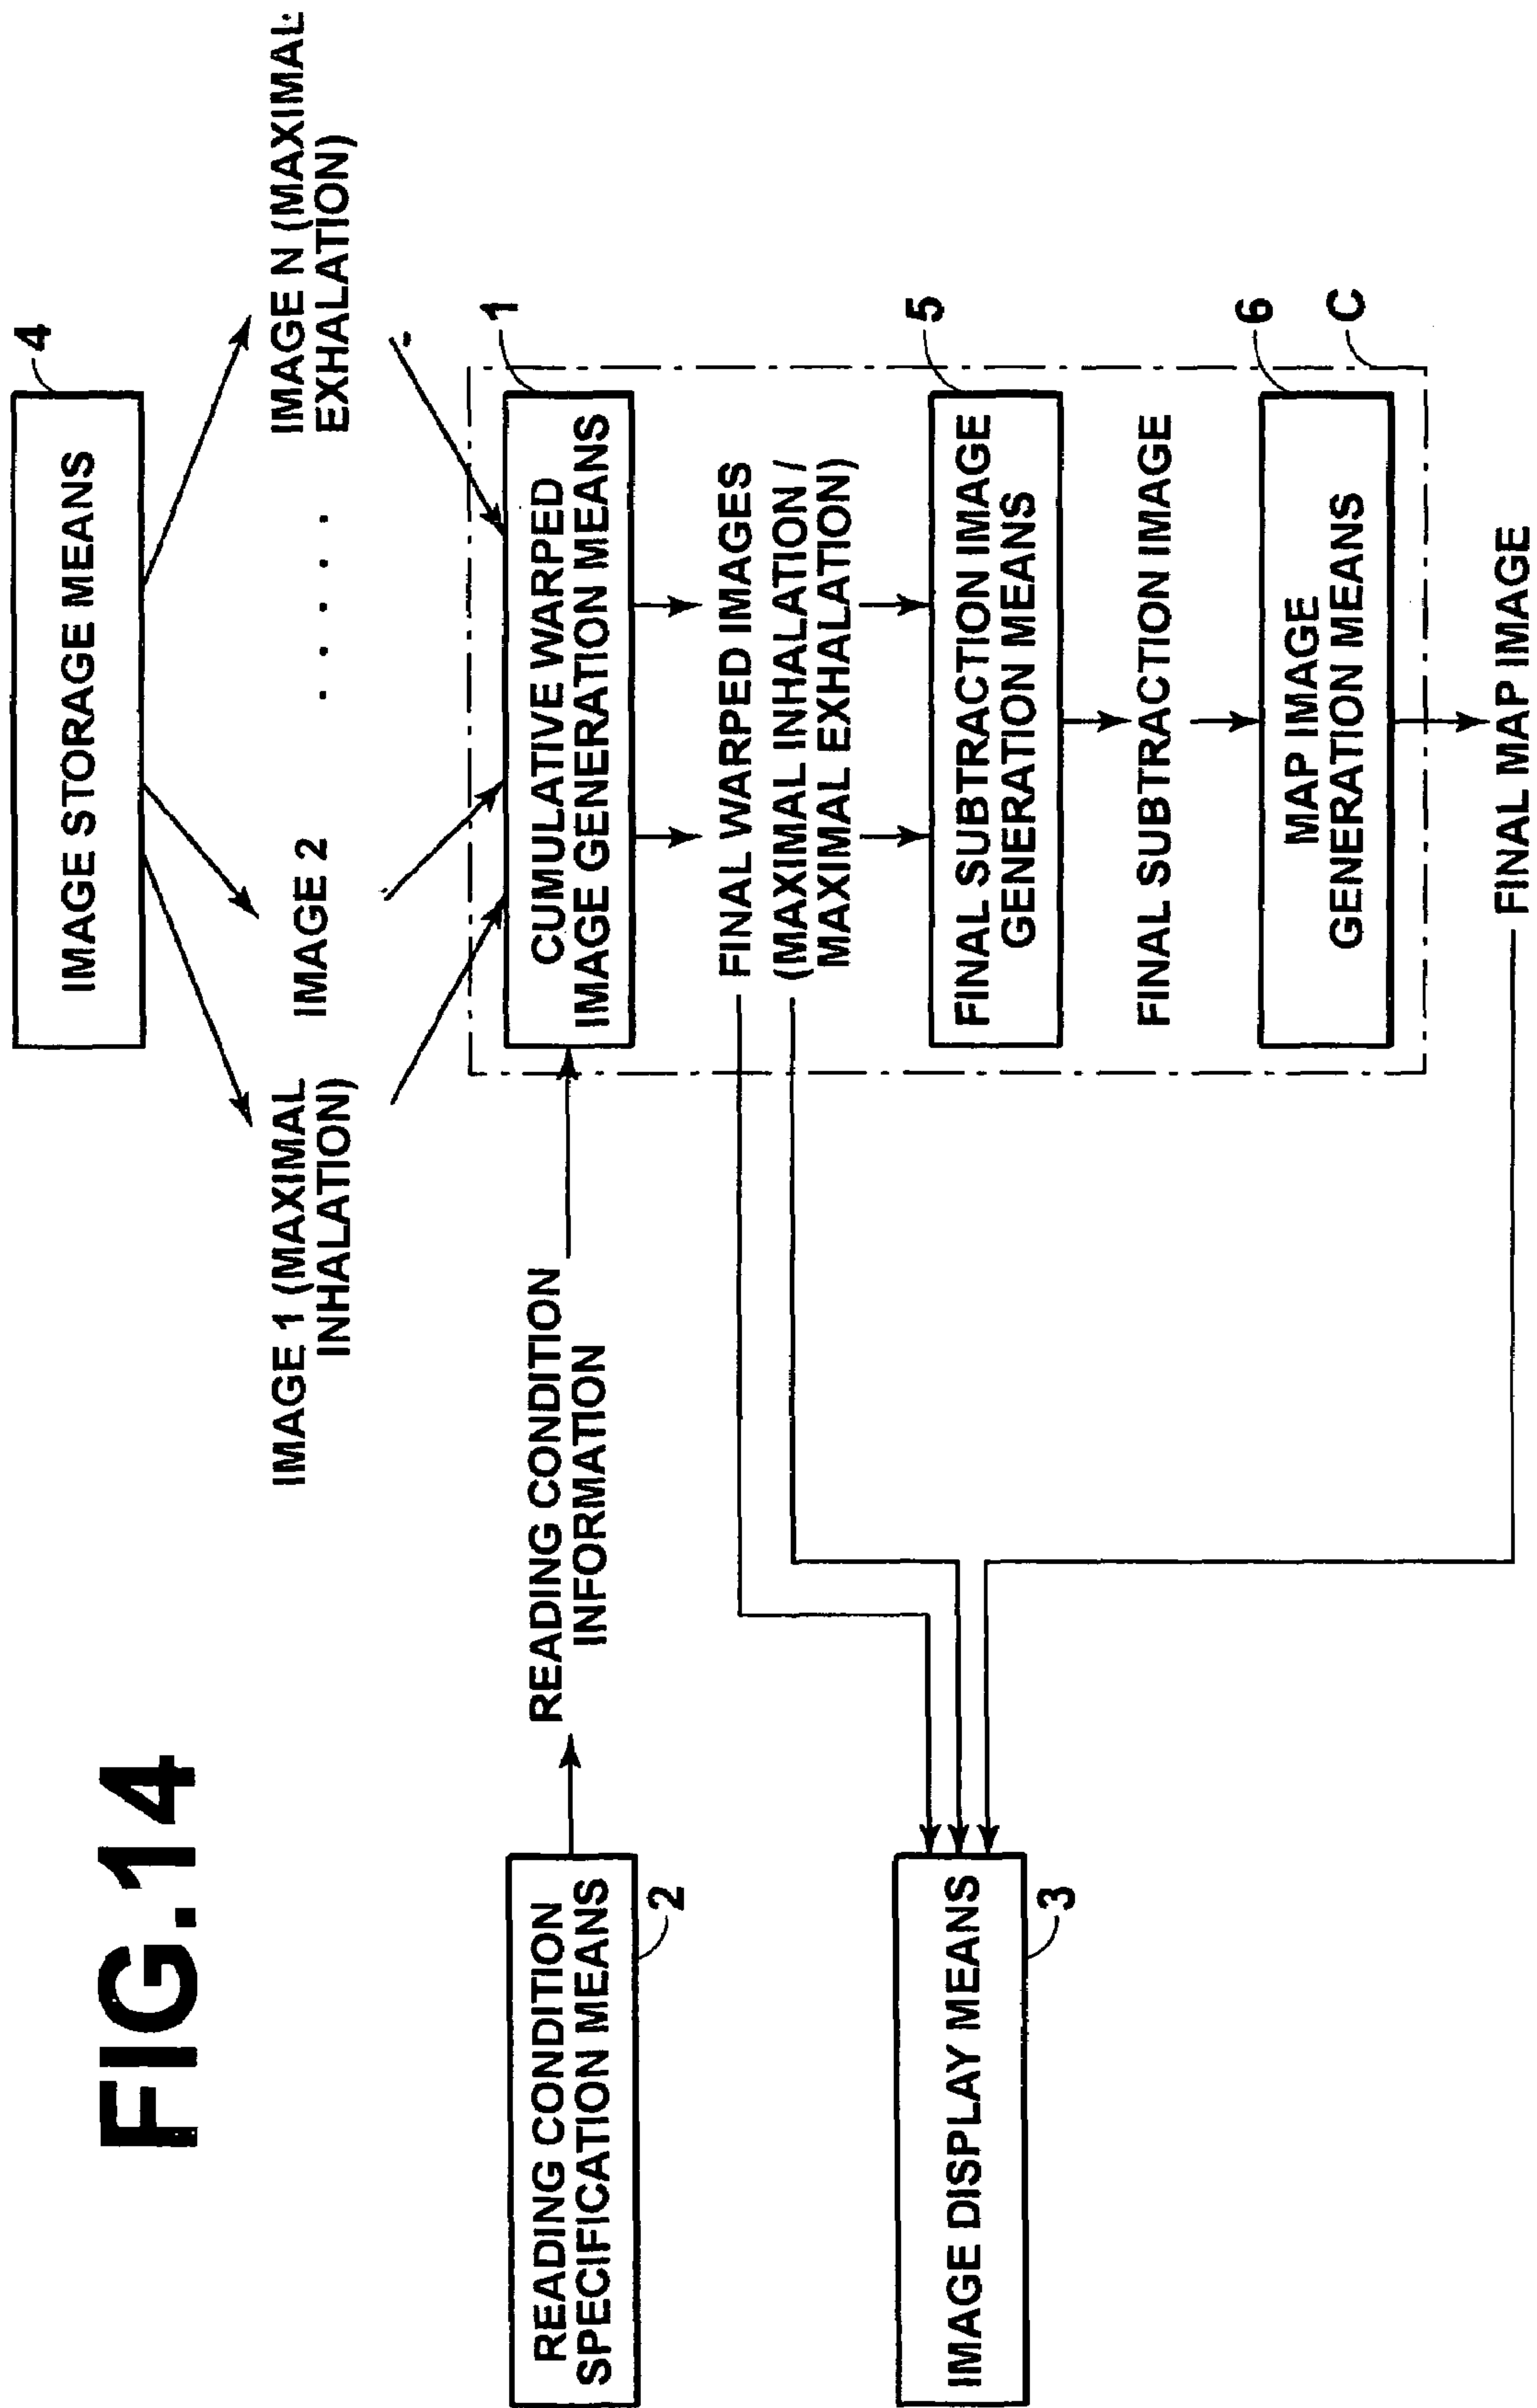 FIG.14
IMAGE STORAGE MEANS
4
IMAGE 1 (MAXIMAL
INHALATION)
IMAGE 2
. . . . .
IMAGE N (MAXIMAL
EXHALATION)
READING CONDITION
SPECIFICATION MEANS
2
READING CONDITION
INFORMATION
CUMULATIVE WARPED
IMAGE GENERATION MEANS
1
FINAL WARPED IMAGES
(MAXIMAL INHALATION /
MAXIMAL EXHALATION)
IMAGE DISPLAY MEANS
3
FINAL SUBTRACTION IMAGE
GENERATION MEANS
5
FINAL SUBTRACTION IMAGE
MAP IMAGE
GENERATION MEANS
6
C
FINAL MAP IMAGE